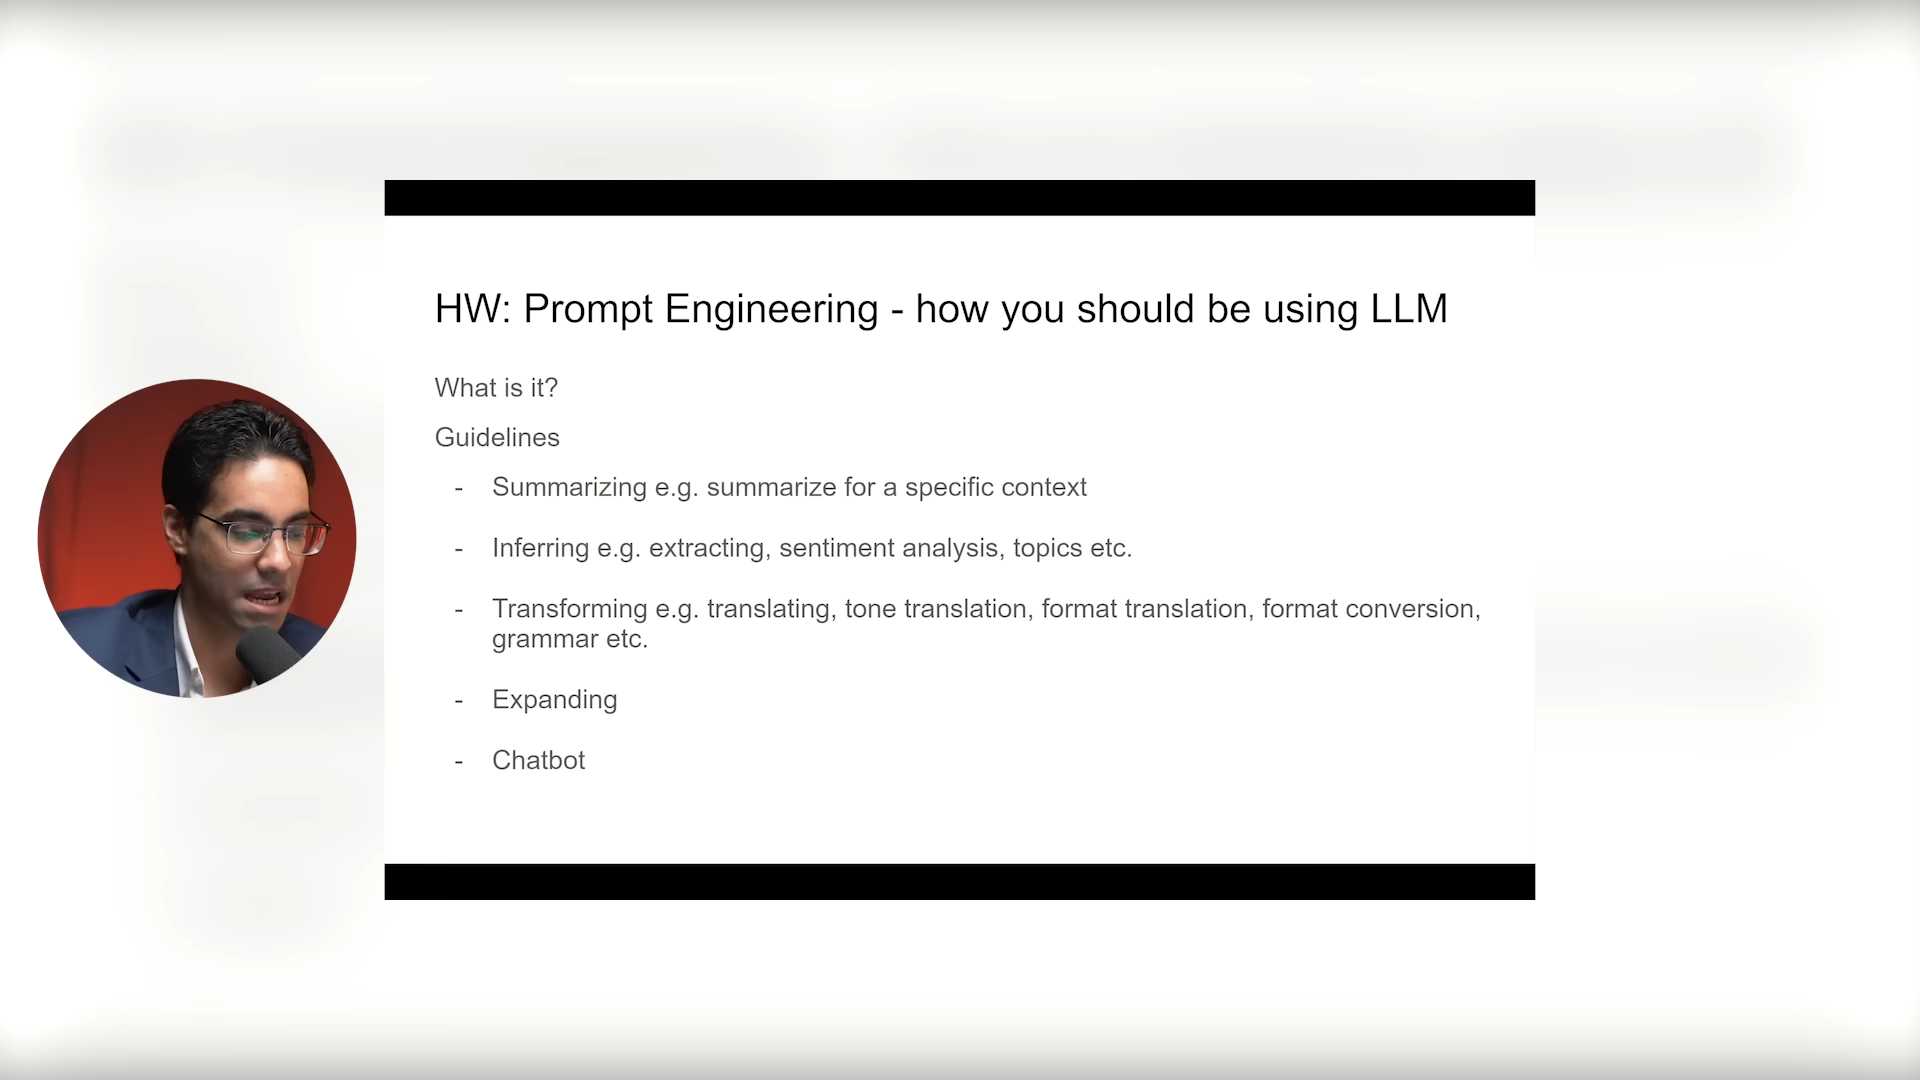 HW: Prompt Engineering - how you should be using LLM
What is it?
Guidelines
- Summarizing e.g. summarize for a specific context
- Inferring e.g. extracting, sentiment analysis, topics etc.
- Transforming e.g. translating, tone translation, format translation, format conversion,
grammar etc.
- Expanding
- Chatbot